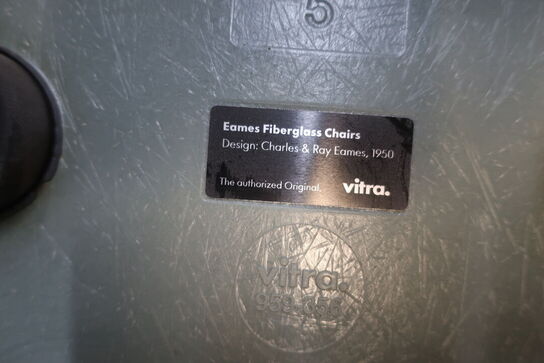 5
Eames Fiberglass Chairs
Design: Charles & Ray Eames, 1950
The authorized Original. vitra.
vitra.